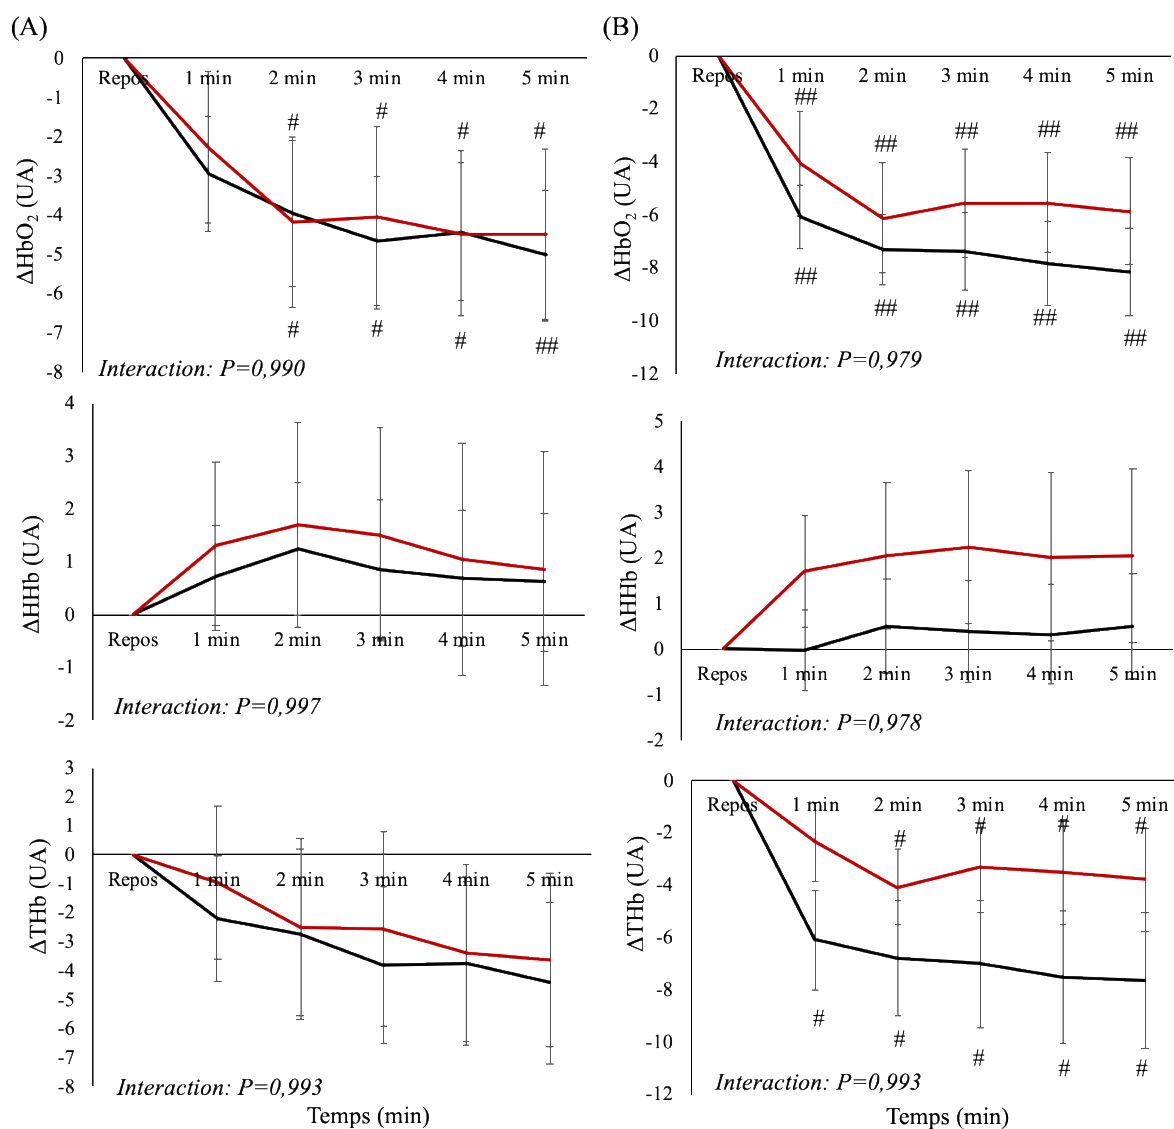 (A)
ΔHbO2 (UA)
0
-1
-2
-3
-4
-5
-6
-7
-8
Repos 1 min 2 min 3 min 4 min 5 min
# # # #
# # # ##
Interaction: P=0,990
(B)
ΔHbO2 (UA)
0
-2
-4
-6
-8
-10
-12
Repos 1 min 2 min 3 min 4 min 5 min
## ## ## ## ##
## ## ## ## ##
Interaction: P=0,979
ΔHHb (UA)
4
3
2
1
0
-1
-2
Repos 1 min 2 min 3 min 4 min 5 min
Interaction: P=0,997
ΔHHb (UA)
5
4
3
2
1
0
-1
-2
Repos 1 min 2 min 3 min 4 min 5 min
Interaction: P=0,978
ΔTHb (UA)
3
2
1
0
-1
-2
-3
-4
-5
-6
-7
-8
Repos 1 min 2 min 3 min 4 min 5 min
Interaction: P=0,993
Temps (min)
ΔTHb (UA)
0
-2
-4
-6
-8
-10
-12
Repos 1 min 2 min 3 min 4 min 5 min
# # # #
# # # # #
Interaction: P=0,993
Temps (min)